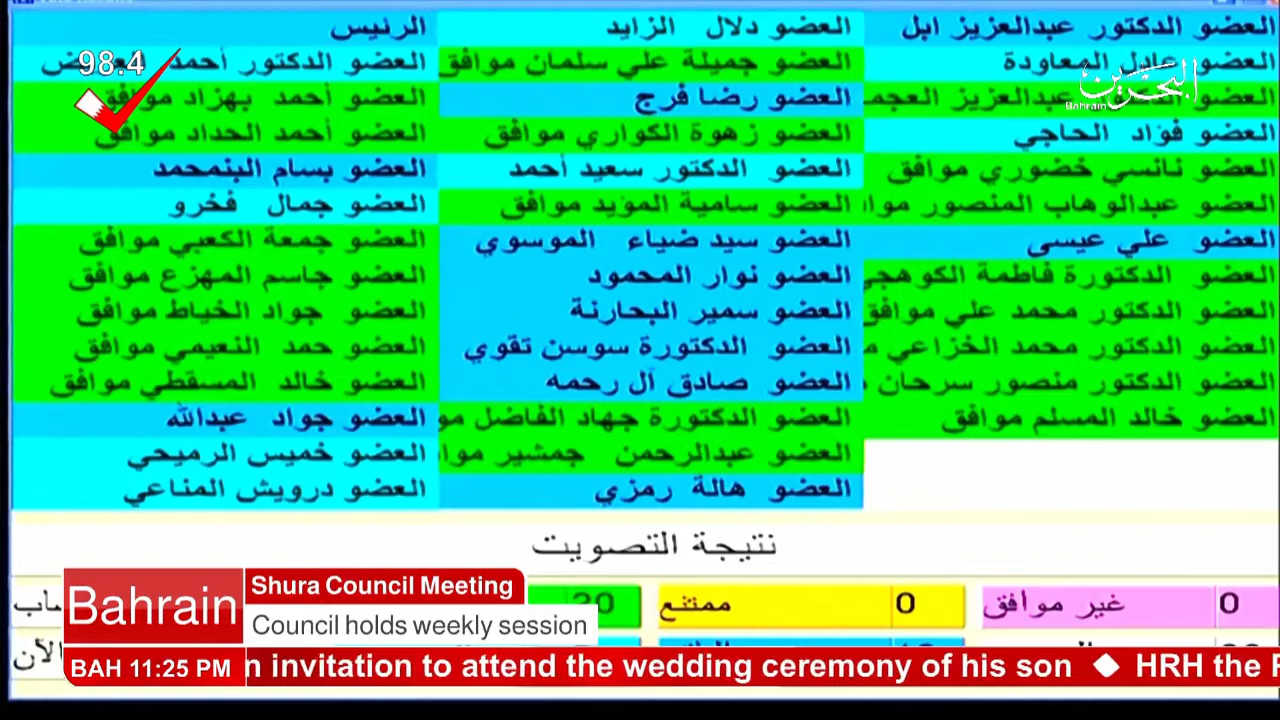 العضو الدكتور عبدالعزيز ابل
العضو دلال الزايد
الرئيس
العضو عادل المعاودة
العضو جميلة علي سلمان موافق
العضو الدكتور أحمد
98.4
البحرين
Bahrain
عبدالعزيز العجم
العضو رضا فرج
العضو أحمد بهزاد موافق
العضو فؤاد الحاجي
العضو زهوة الكواري موافق
العضو أحمد الحداد موافق
العضو نانسي خضوري موافق
العضو الدكتور سعيد أحمد
العضو بسام البنمحمد
العضو عبدالوهاب المنصور موا
العضو سامية المؤيد موافق
العضو جمال فخرو
العضو علي عيسى
العضو سيد ضياء الموسوي
العضو جمعة الكعبي موافق
العضو الدكتورة فاطمة الكوهجي
العضو نوار المحمود
العضو جاسم المهزع موافق
العضو الدكتور محمد علي موافق
العضو سمير البحارنة
العضو جواد الخياط موافق
العضو الدكتور محمد الخزاعي م
العضو الدكتورة سوسن تقوي
العضو حمد النعيمي موافق
العضو الدكتور منصور سرحان
العضو صادق آل رحمه
العضو خالد المسقطي موافق
العضو خالد المسلم موافق
العضو الدكتورة جهاد الفاضل مو
العضو جواد عبدالله
العضو عبدالرحمن جمشير موا
العضو خميس الرميحي
العضو هالة رمزي
العضو درويش المناعي
نتيجة التصويت
غير موافق 0
ممتنع 0
20
الآن
Bahrain
Shura Council Meeting
Council holds weekly session
BAH 11:25 PM
n invitation to attend the wedding ceremony of his son ◆ HRH the